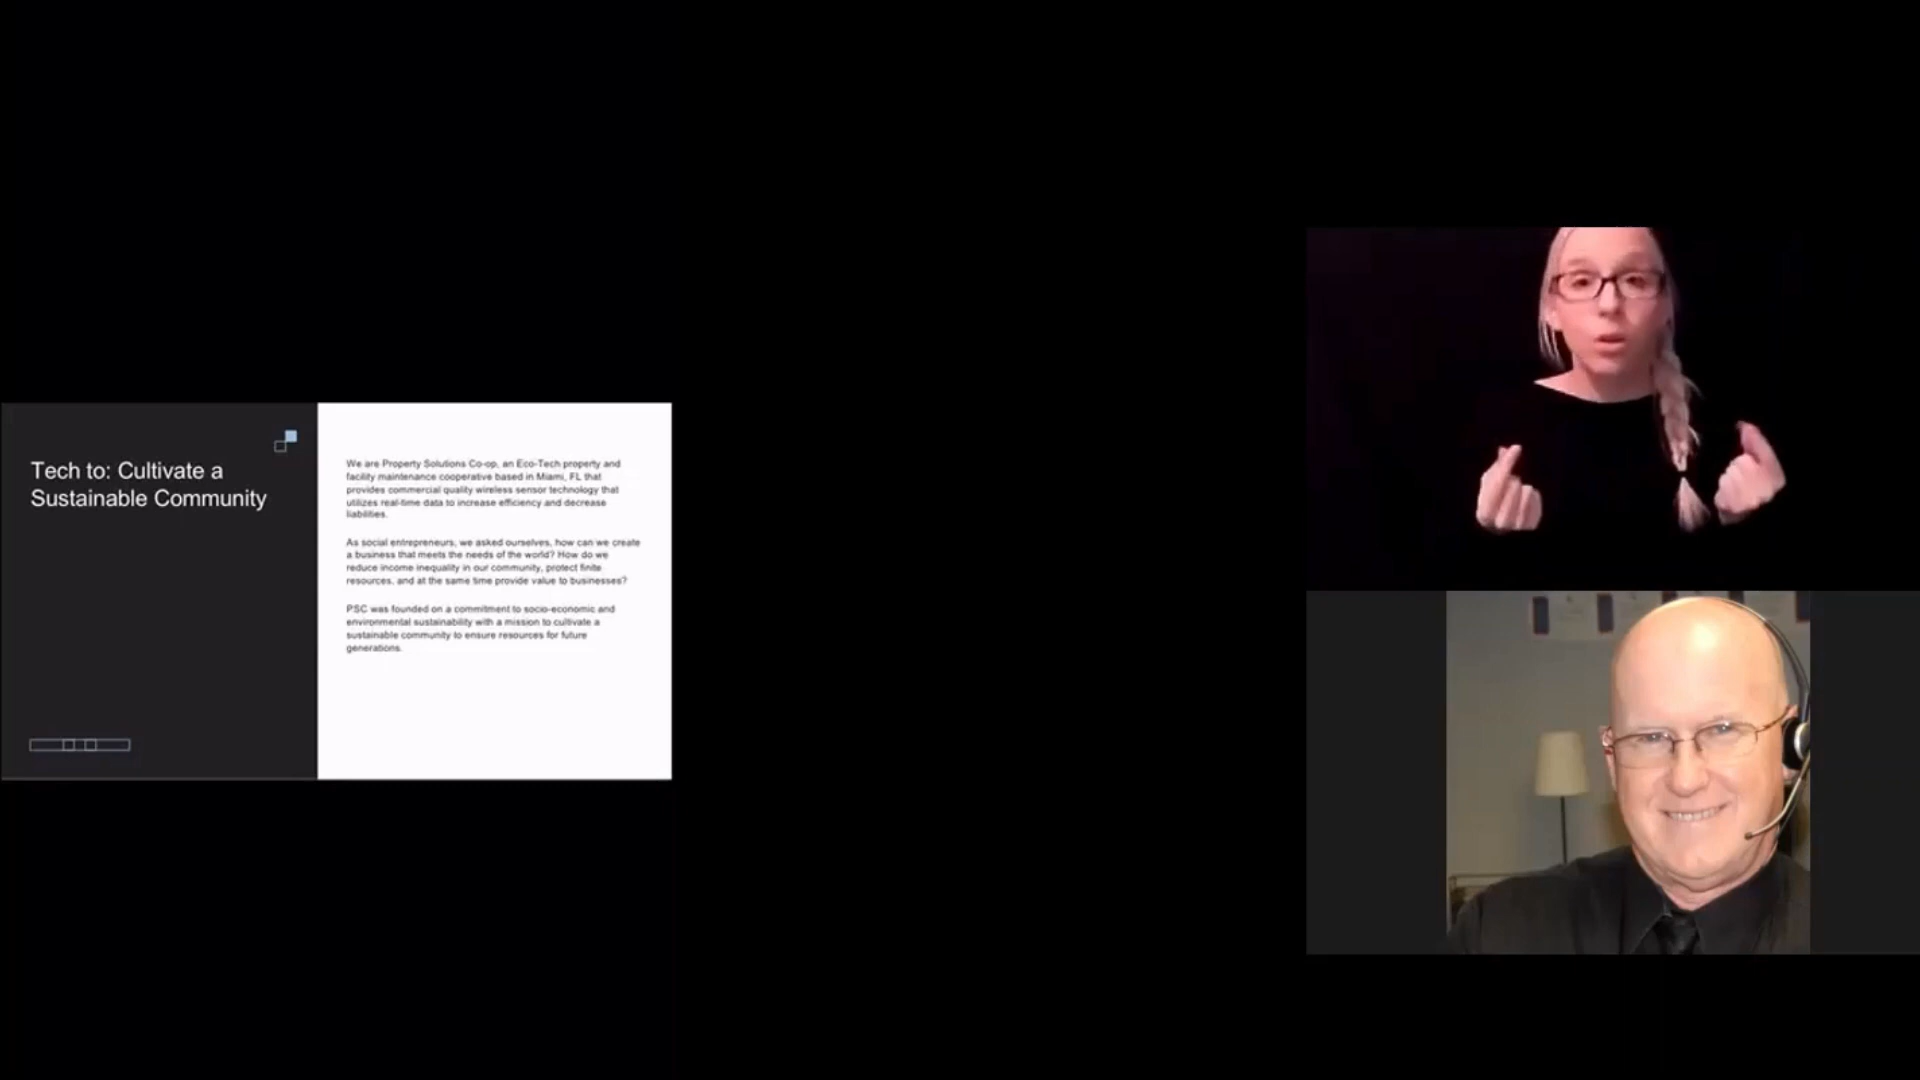 Tech to: Cultivate a
Sustainable Community
We are Property Solutions Co-op, an Eco-Tech property and
facility maintenance cooperative based in Miami, FL that
provides commercial quality wireless sensor technology that
utilizes real-time data to increase efficiency and decrease
liabilities.
As social entrepreneurs, we asked ourselves, how can we create
a business that meets the needs of the world? How do we
reduce income inequality in our community, protect finite
resources, and at the same time provide value to businesses?
PSC was founded on a commitment to socio-economic and
environmental sustainability with a mission to cultivate a
sustainable community to ensure resources for future
generations.